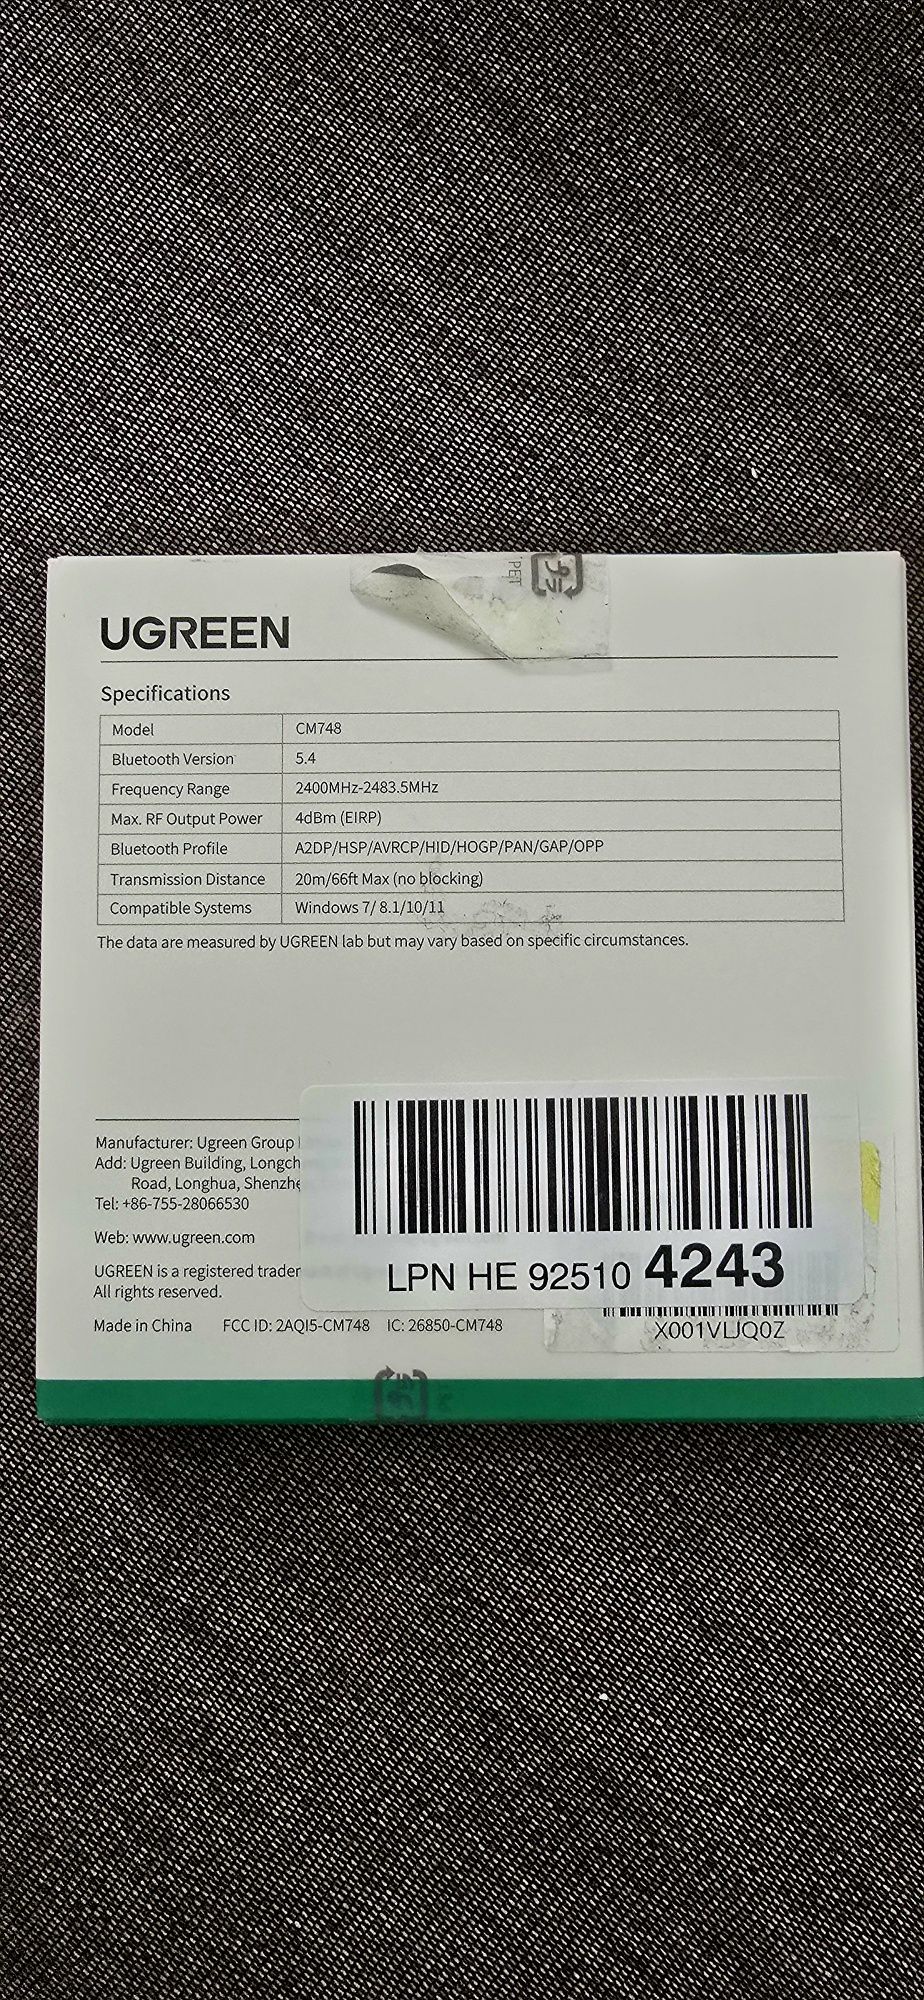 PET
プラ
UGREEN
Specifications
Model CM748
Bluetooth Version 5.4
Frequency Range 2400MHz-2483.5MHz
Max. RF Output Power 4dBm (EIRP)
Bluetooth Profile A2DP/HSP/AVRCP/HID/HOGP/PAN/GAP/OPP
Transmission Distance 20m/66ft Max (no blocking)
Compatible Systems Windows 7/ 8.1/10/11
The data are measured by UGREEN lab but may vary based on specific circumstances.
Manufacturer: Ugreen Group
Add: Ugreen Building, Longch
Road, Longhua, Shenzhe
Tel: +86-755-28066530
Web: www.ugreen.com
UGREEN is a registered trader
All rights reserved.
LPN HE 92510 4243
Made in China FCC ID: 2AQI5-CM748 IC: 26850-CM748
X001VLJQ0Z